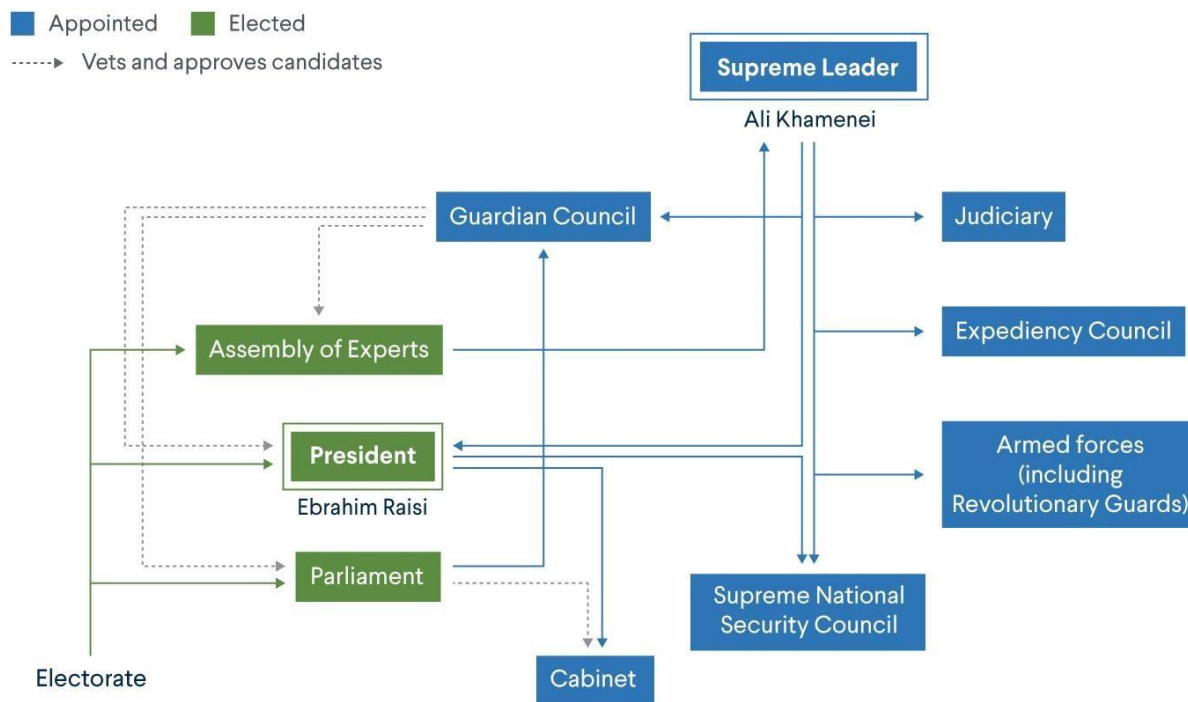 Appointed
Elected
Vets and approves candidates
Supreme Leader
Ali Khamenei
Guardian Council
Judiciary
Assembly of Experts
Expediency Council
President
Ebrahim Raisi
Armed forces
(including
Revolutionary Guards)
Parliament
Supreme National
Security Council
Electorate
Cabinet